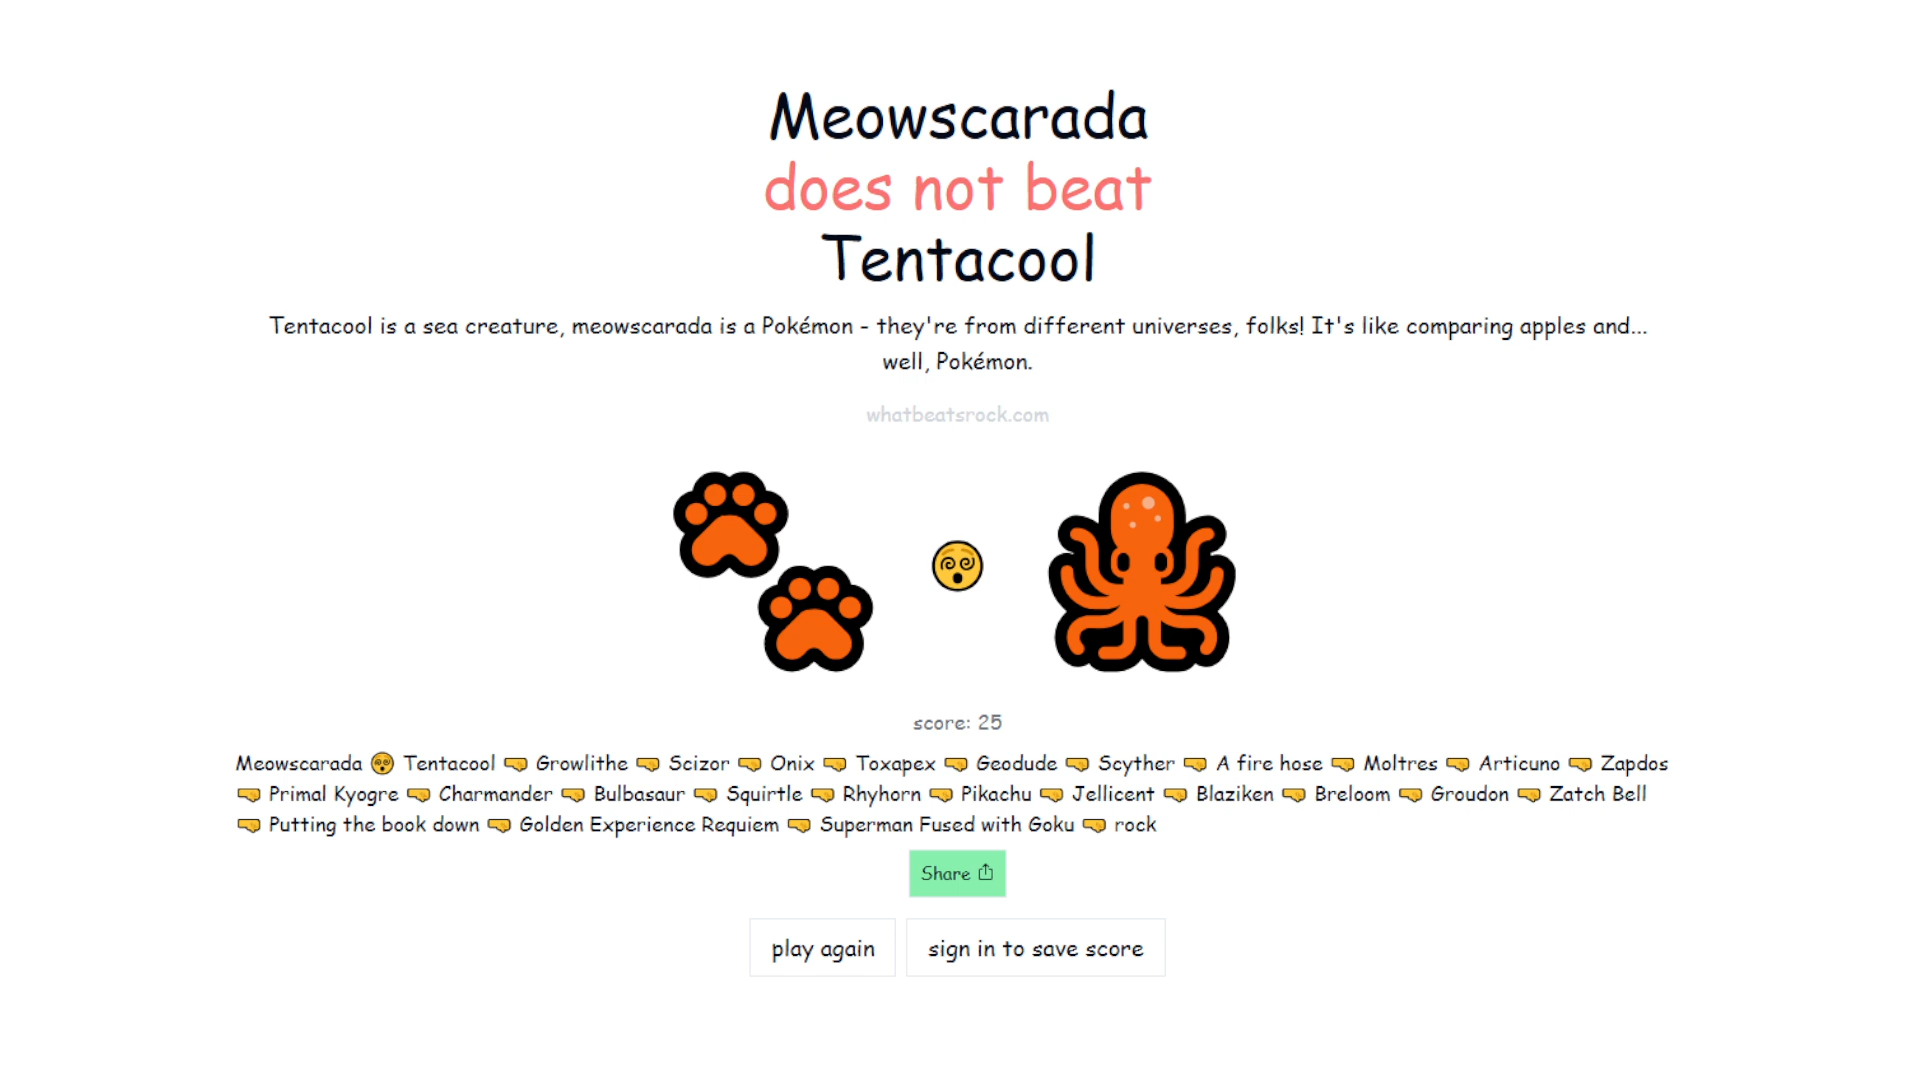 Meowscarada
does not beat
Tentacool
Tentacool is a sea creature, meowscarada is a Pokémon - they're from different universes, folks! It's like comparing apples and...
well, Pokémon.
whatbeatsrock.com
score: 25
Meowscarada 😵‍💫 Tentacool 🤜 Growlithe 🤜 Scizor 🤜 Onix 🤜 Toxapex 🤜 Geodude 🤜 Scyther 🤜 A fire hose 🤜 Moltres 🤜 Articuno 🤜 Zapdos
🤜 Primal Kyogre 🤜 Charmander 🤜 Bulbasaur 🤜 Squirtle 🤜 Rhyhorn 🤜 Pikachu 🤜 Jellicent 🤜 Blaziken 🤜 Breloom 🤜 Groudon 🤜 Zatch Bell
🤜 Putting the book down 🤜 Golden Experience Requiem 🤜 Superman Fused with Goku 🤜 rock
Share
play again
sign in to save score